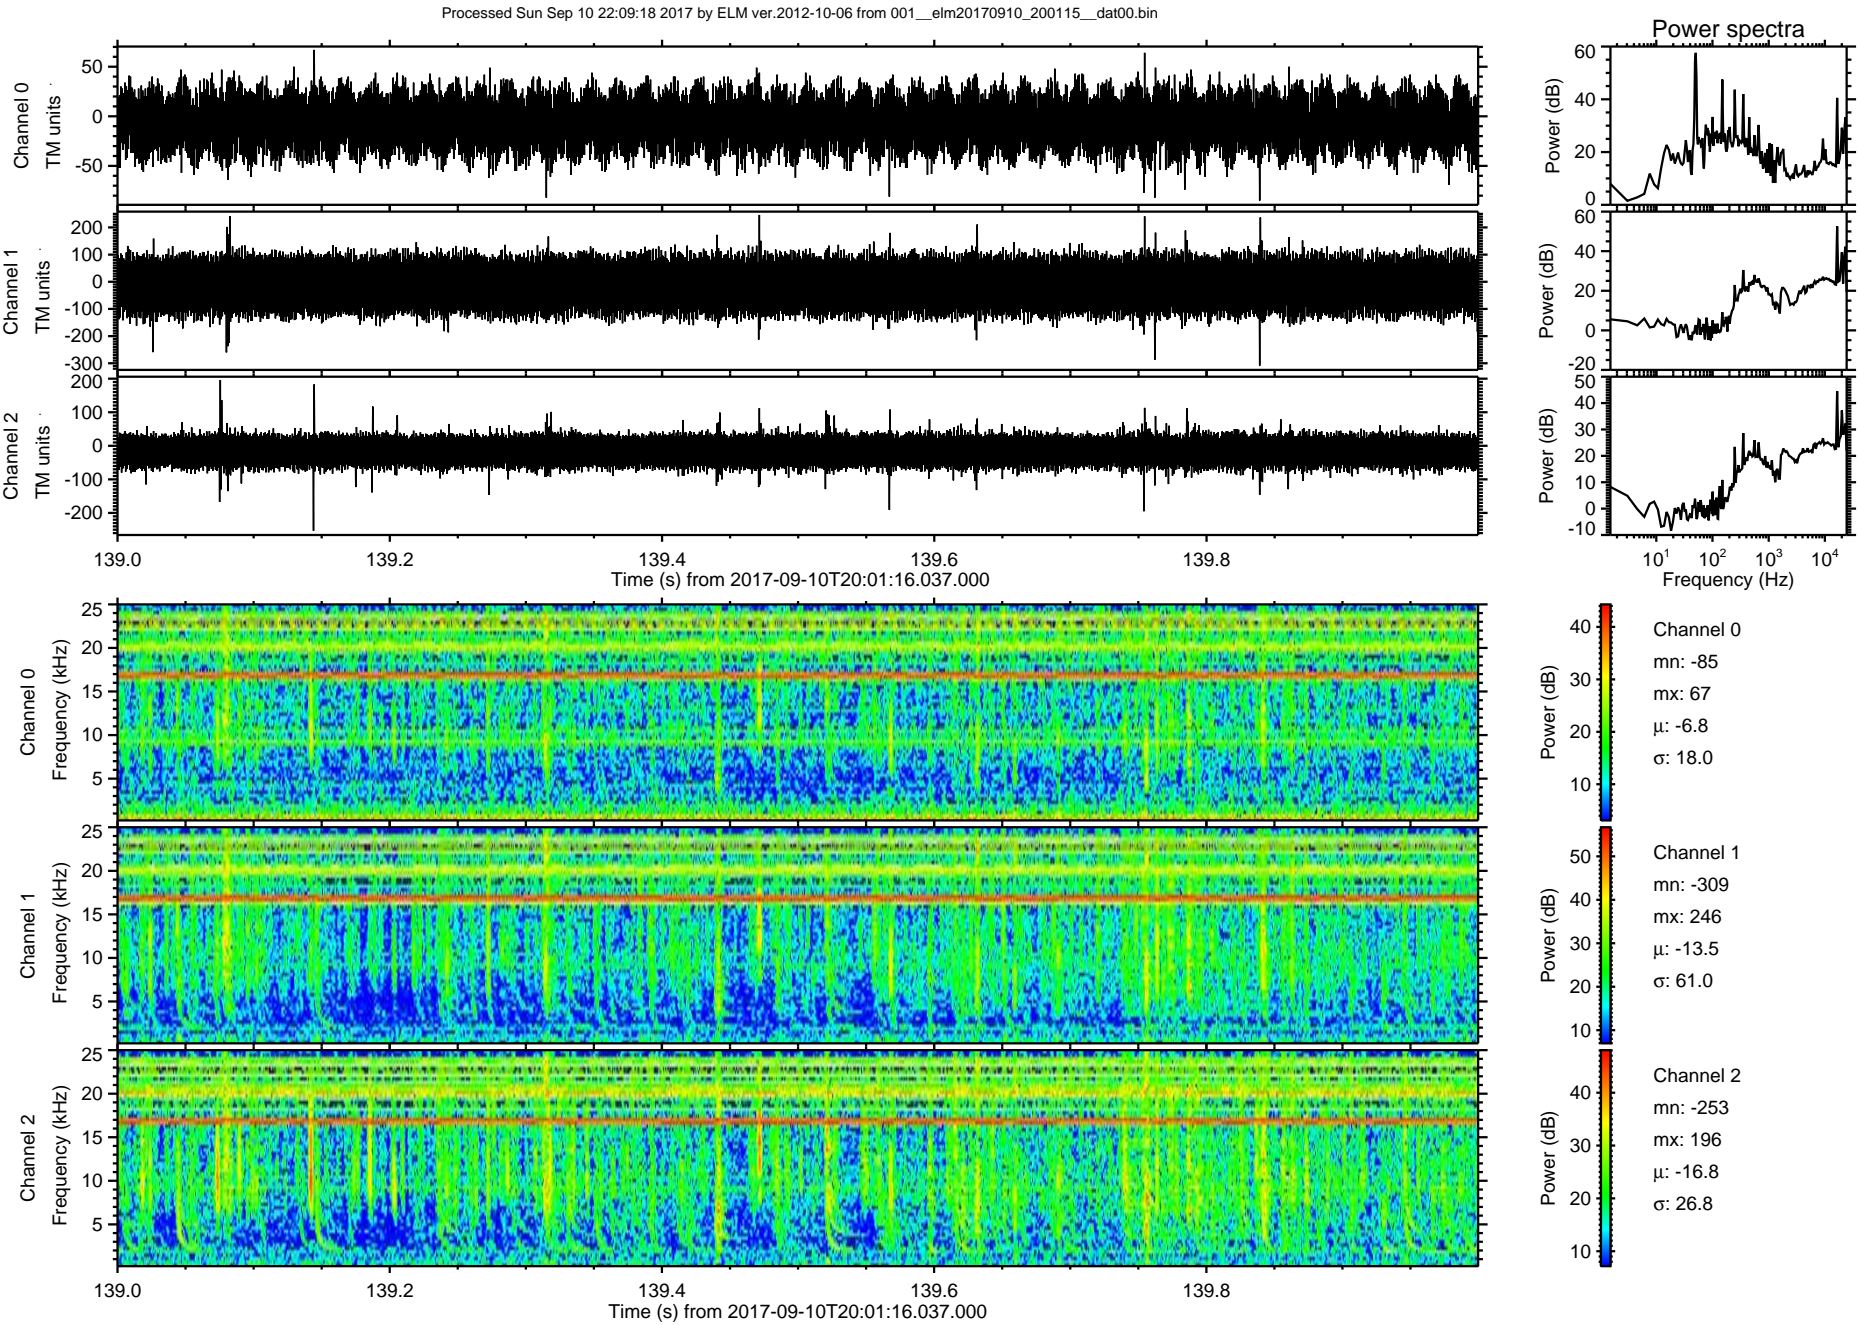 Processed Sun Sep 10 22:09:18 2017 by ELM ver.2012-10-06 from 001__elm20170910_200115__dat00.bin
Power spectra
Channel 0
TM units
50
0
-50
Power (dB)
60
40
20
0
Channel 1
TM units
200
100
0
-100
-200
-300
Power (dB)
60
40
20
0
-20
Channel 2
TM units
200
100
0
-100
-200
Power (dB)
50
40
30
20
10
0
-10
139.0 139.2 139.4 139.6 139.8
Time (s) from 2017-09-10T20:01:16.037.000
10^1 10^2 10^3 10^4
Frequency (Hz)
Channel 0
Frequency (kHz)
25
20
15
10
5
Power (dB)
40
30
20
10
Channel 0
mn: -85
mx: 67
μ: -6.8
σ: 18.0
Channel 1
Frequency (kHz)
25
20
15
10
5
Power (dB)
50
40
30
20
10
Channel 1
mn: -309
mx: 246
μ: -13.5
σ: 61.0
Channel 2
Frequency (kHz)
25
20
15
10
5
Power (dB)
40
30
20
10
Channel 2
mn: -253
mx: 196
μ: -16.8
σ: 26.8
139.0 139.2 139.4 139.6 139.8
Time (s) from 2017-09-10T20:01:16.037.000